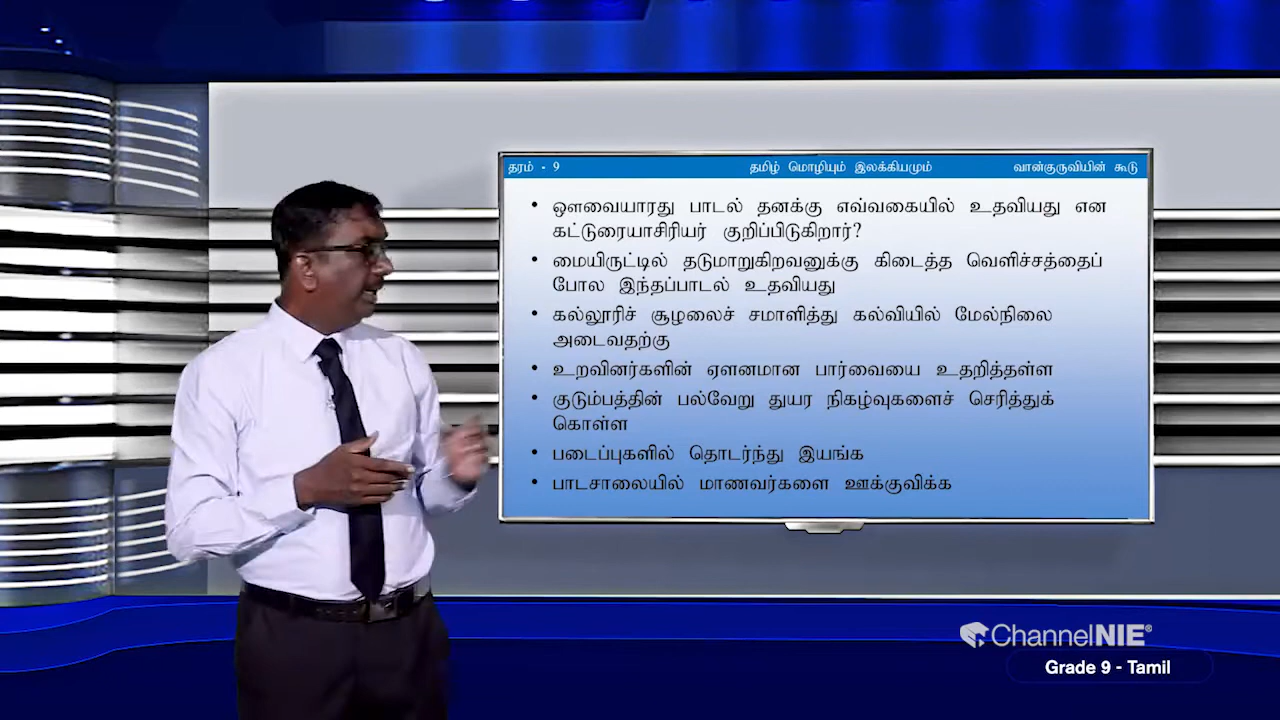 தரம் - 9 தமிழ் மொழியும் இலக்கியமும் வான்குருவியின் கூடு
• ஔவையாரது பாடல் தனக்கு எவ்வகையில் உதவியது என
கட்டுரையாசிரியர் குறிப்பிடுகிறார்?
• மையிருட்டில் தடுமாறுகிறவனுக்கு கிடைத்த வெளிச்சத்தைப்
போல இந்தப்பாடல் உதவியது
• கல்லூரிச் சூழலைச் சமாளித்து கல்வியில் மேல்நிலை
அடைவதற்கு
• உறவினர்களின் ஏளனமான பார்வையை உதறித்தள்ள
• குடும்பத்தின் பல்வேறு துயர நிகழ்வுகளைச் செரித்துக்
கொள்ள
• படைப்புகளில் தொடர்ந்து இயங்க
• பாடசாலையில் மாணவர்களை ஊக்குவிக்க
ChannelNIE®
Grade 9 - Tamil